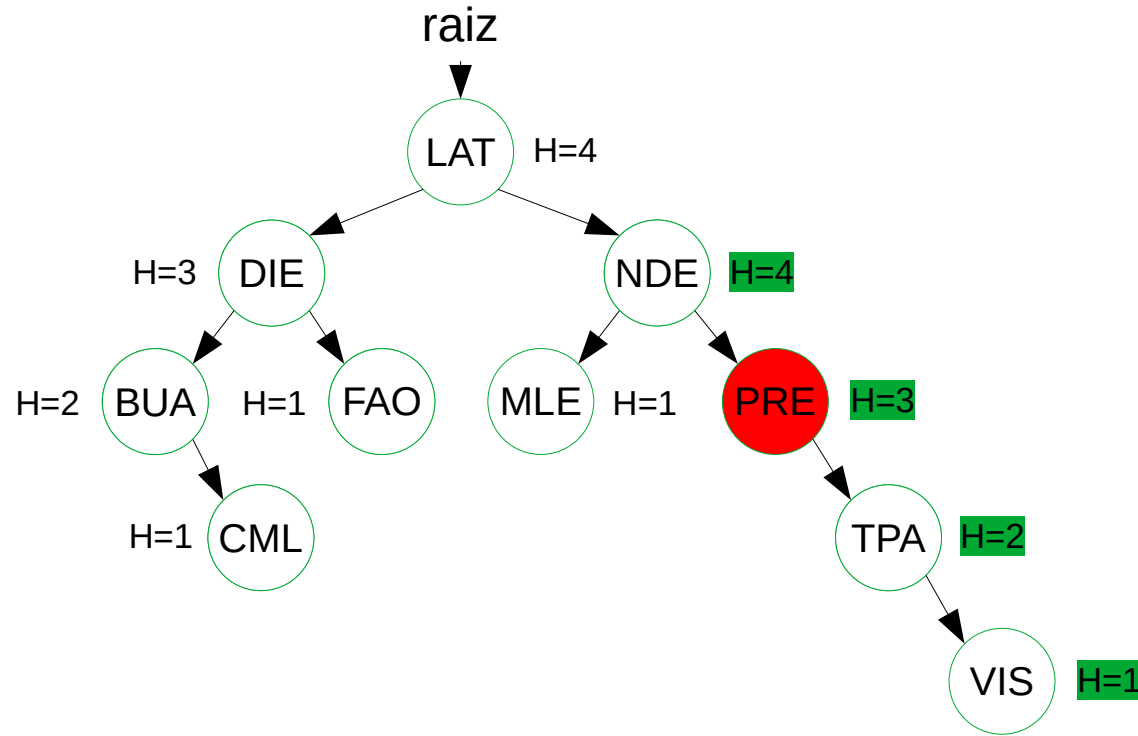 raiz
LAT H=4
H=3 DIE NDE H=4
H=2 BUA H=1 FAO MLE H=1 PRE H=3
H=1 CML TPA H=2
VIS H=1